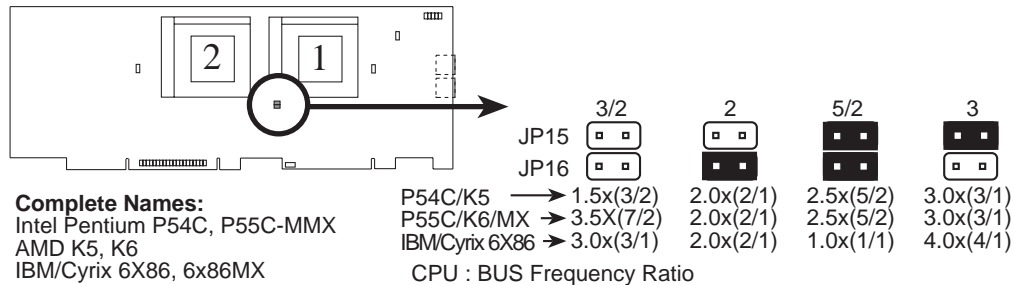 2 1
3/2 2 5/2 3
JP15
JP16
P54C/K5 1.5x(3/2) 2.0x(2/1) 2.5x(5/2) 3.0x(3/1)
P55C/K6/MX 3.5X(7/2) 2.0x(2/1) 2.5x(5/2) 3.0x(3/1)
IBM/Cyrix 6X86 3.0x(3/1) 2.0x(2/1) 1.0x(1/1) 4.0x(4/1)
CPU : BUS Frequency Ratio
Complete Names:
Intel Pentium P54C, P55C-MMX
AMD K5, K6
IBM/Cyrix 6X86, 6x86MX